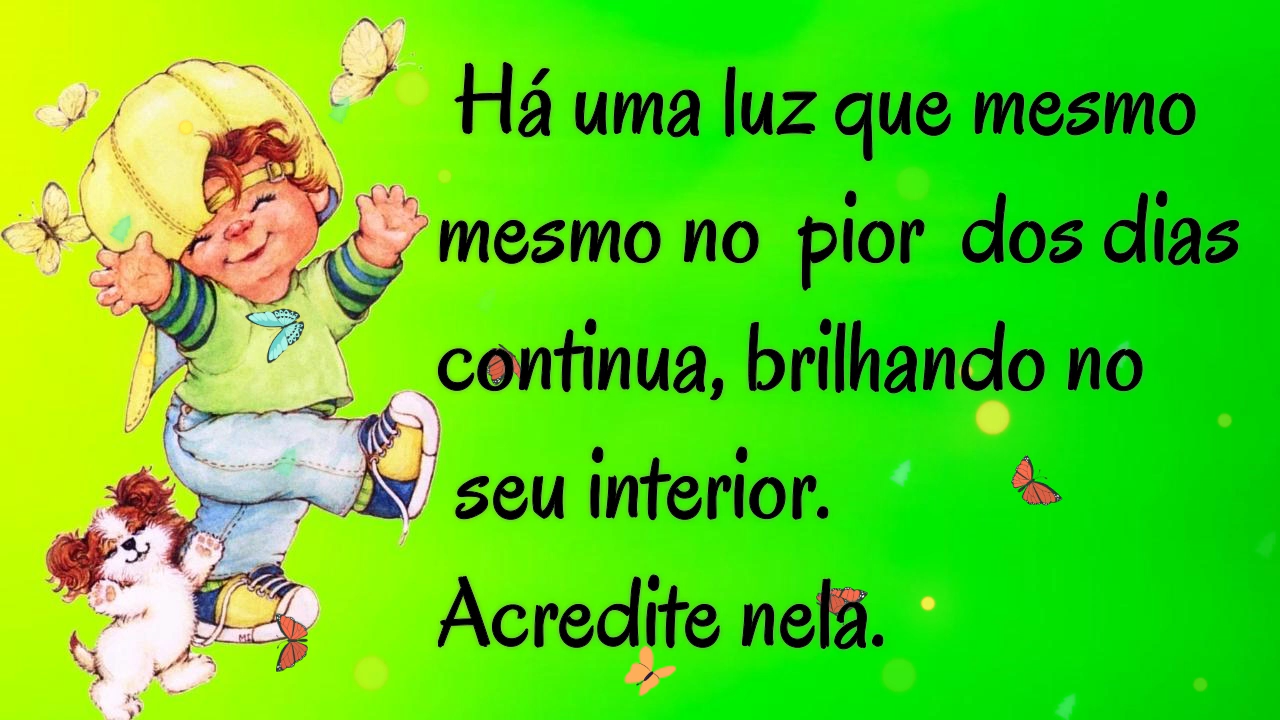 Há uma luz que mesmo
mesmo no pior dos dias
continua, brilhando no
seu interior.
Acredite nela.